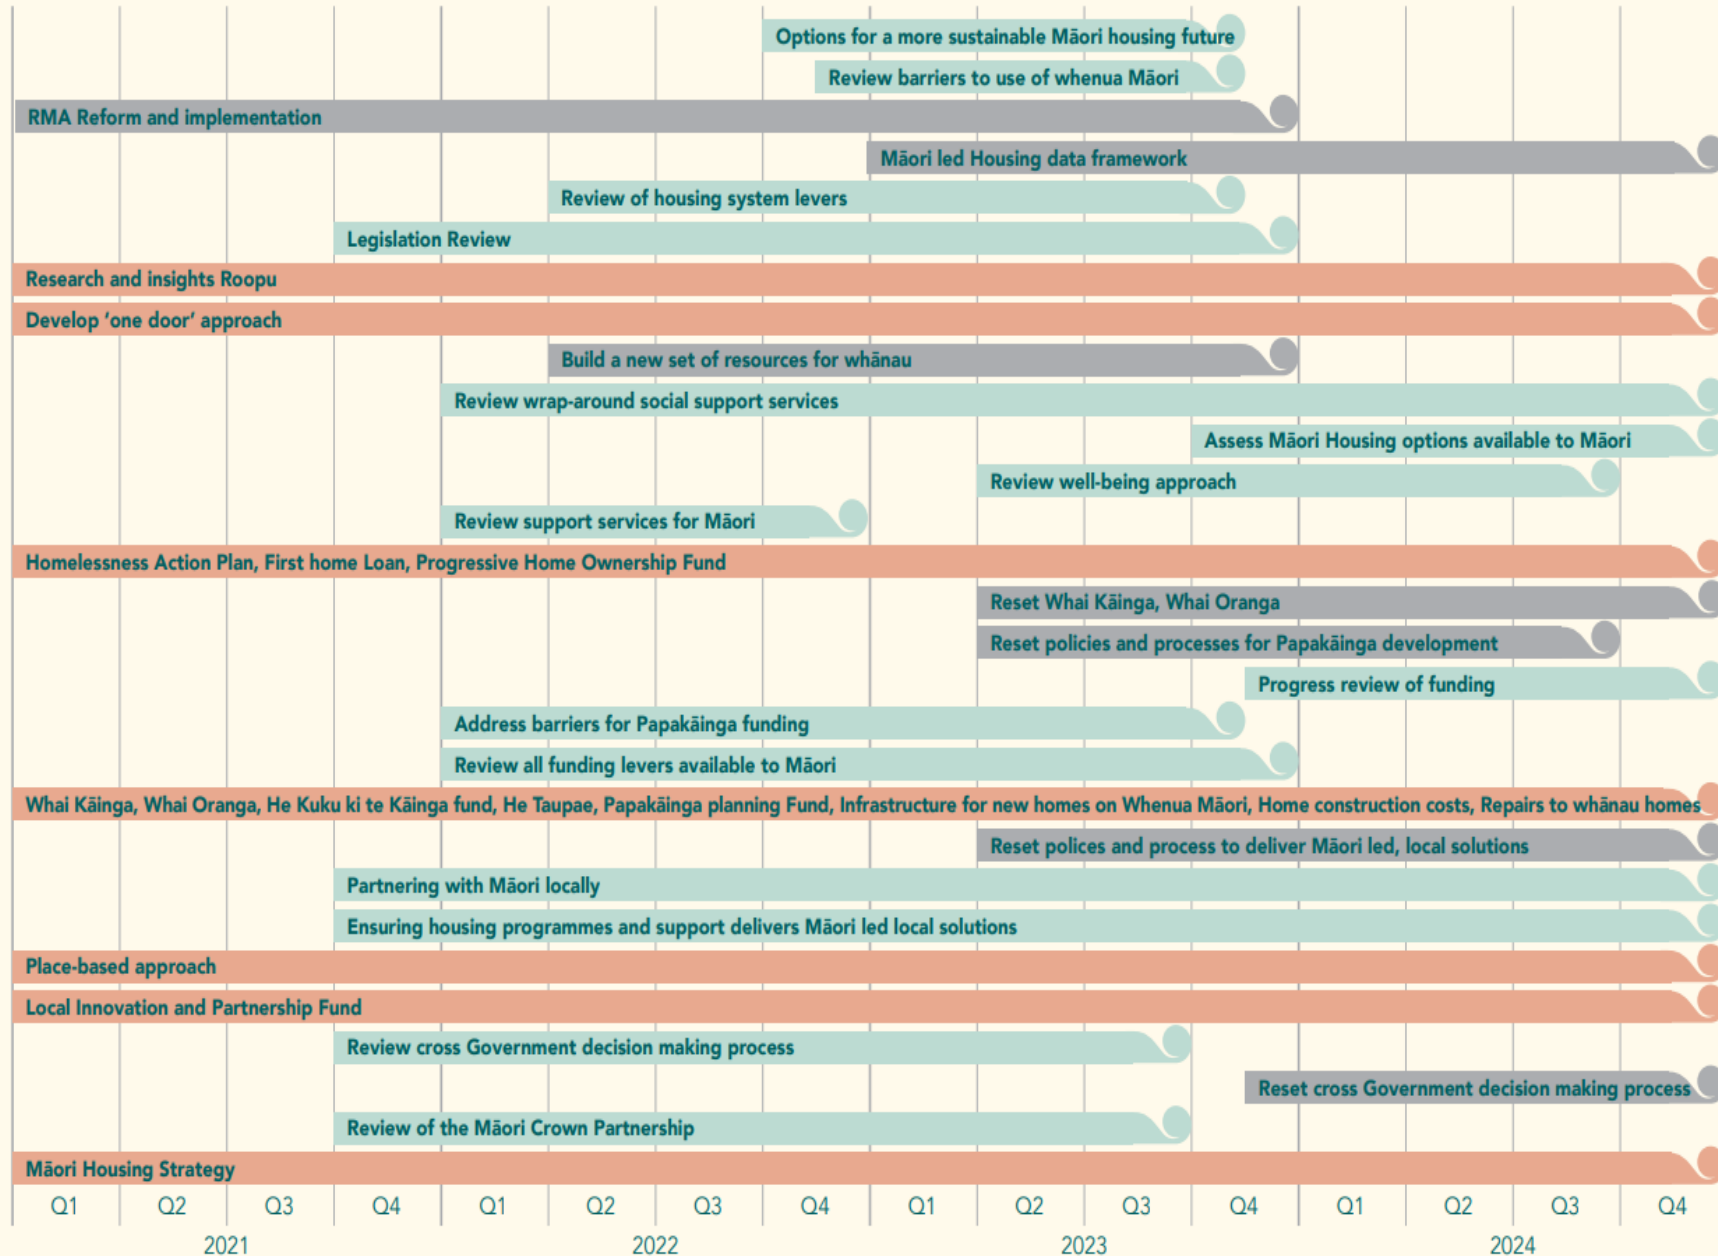 Options for a more sustainable Māori housing future
Review barriers to use of whenua Māori
RMA Reform and implementation
Māori led Housing data framework
Review of housing system levers
Legislation Review
Research and insights Roopu
Develop ‘one door’ approach
Build a new set of resources for whānau
Review wrap-around social support services
Assess Māori Housing options available to Māori
Review well-being approach
Review support services for Māori
Homelessness Action Plan, First home Loan, Progressive Home Ownership Fund
Reset Whai Kāinga, Whai Oranga
Reset policies and processes for Papakāinga development
Progress review of funding
Address barriers for Papakāinga funding
Review all funding levers available to Māori
Whai Kāinga, Whai Oranga, He Kuku ki te Kāinga fund, He Taupae, Papakāinga planning Fund, Infrastructure for new homes on Whenua Māori, Home construction costs, Repairs to whānau homes
Reset polices and process to deliver Māori led, local solutions
Partnering with Māori locally
Ensuring housing programmes and support delivers Māori led local solutions
Place-based approach
Local Innovation and Partnership Fund
Review cross Government decision making process
Reset cross Government decision making process
Review of the Māori Crown Partnership
Māori Housing Strategy
Q1 Q2 Q3 Q4 Q1 Q2 Q3 Q4 Q1 Q2 Q3 Q4 Q1 Q2 Q3 Q4
2021 2022 2023 2024